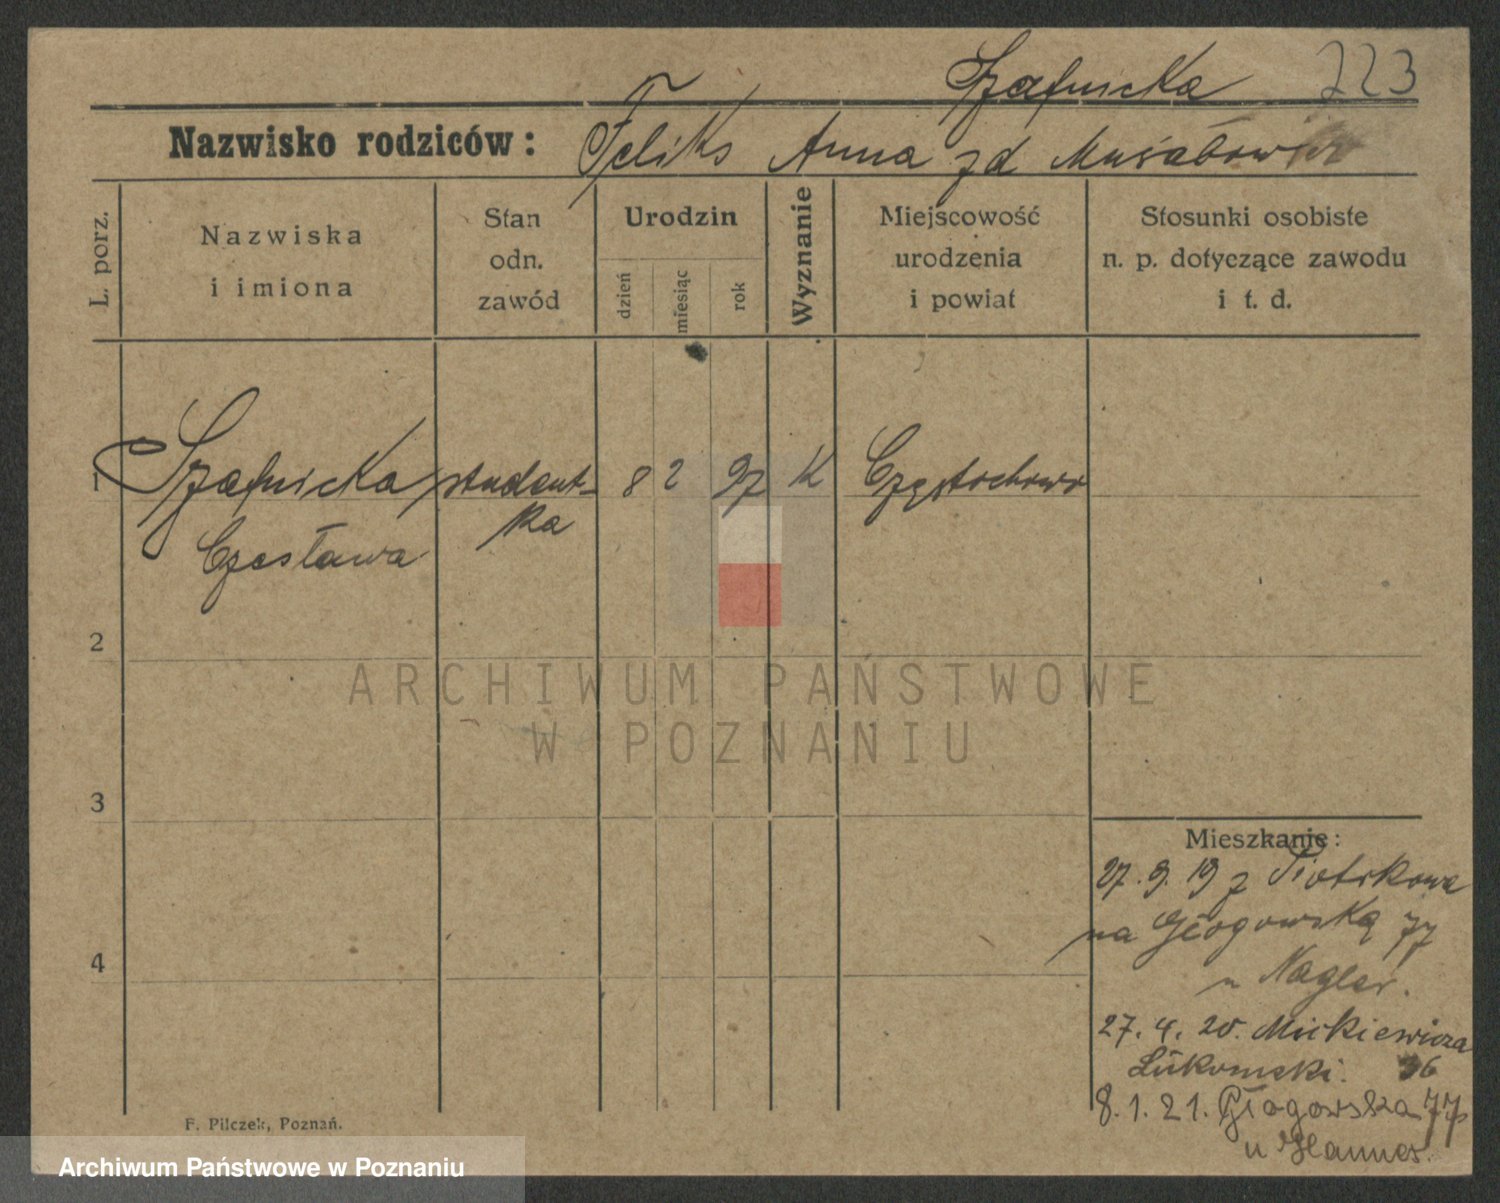 Szafnicka 223
Nazwisko rodziców: Feliks Anna zd
L. porz.
Nazwiska
i imiona
Stan
odn.
zawód
Urodzin
dzień
miesiąc
rok
Wyznanie
Miejscowość
urodzenia
i powiat
Stosunki osobiste
n. p. dotyczące zawodu
i t. d.
1 Szafnicka student- 8 2 97 K Częstochowa
ka
Czesława
2
ARCHIWUM PAŃSTWOWE
W POZNANIU
3
Mieszkanie:
27. 9. 19 z Piotrkowa
na Głogowską 77
u Nagler.
4
27. 4. 20. Mickiewicza
Łukomski. 36
8. 1. 21. Głogowska 77
u Hannes.
F. Pilczek, Poznań.
Archiwum Państwowe w Poznaniu